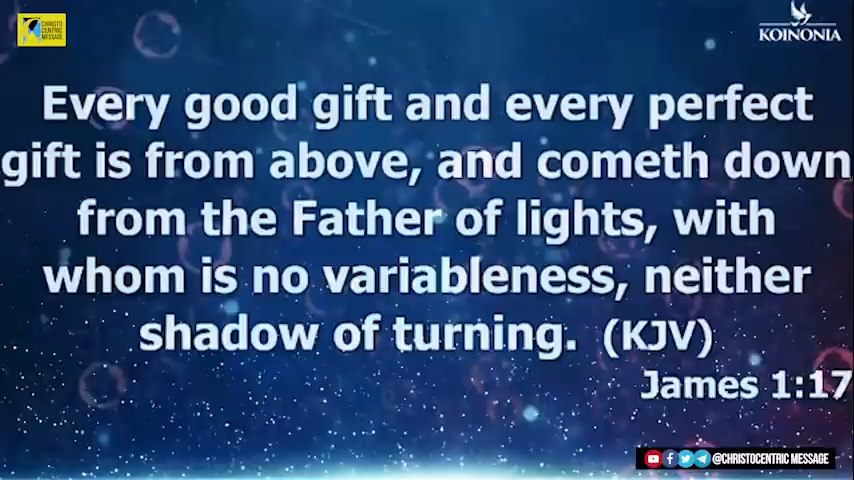 CHRISTO
CENTRIC
MESSAGE
KOINONIA
Every good gift and every perfect
gift is from above, and cometh down
from the Father of lights, with
whom is no variableness, neither
shadow of turning. (KJV)
James 1:17
@CHRISTOCENTRIC MESSAGE